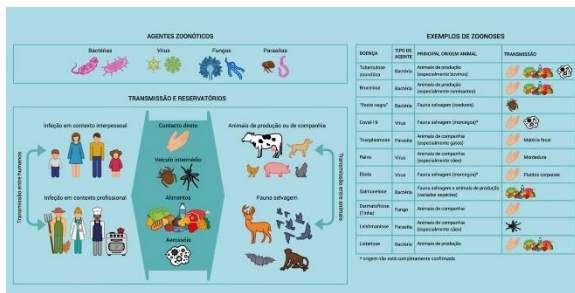 AGENTES ZOONÓTICOS
Bactérias
Vírus
Fungos
Parasitas
TRANSMISSÃO E RESERVATÓRIOS
Infeção em contexto interpessoal
Contacto direto
Animais de produção ou de companhia
Veículo intermédio
Transmissão entre humanos
Transmissão entre animais
Infeção em contexto profissional
Alimentos
Fauna selvagem
Aerossóis
EXEMPLOS DE ZOONOSES
DOENÇA
TIPO DE
AGENTE
PRINCIPAL ORIGEM ANIMAL
TRANSMISSÃO
Tuberculose
zoonótica
Bactéria
Animais de produção
(especialmente bovinos)
Brucelose
Bactéria
Animais de produção
(especialmente ruminantes)
"Peste negra"
Bactéria
Fauna selvagem (roedores)
Covid-19
Vírus
Fauna selvagem (morcegos)*
Toxoplasmose
Parasita
Animais de companhia
(especialmente gatos)
Matéria fecal
Raiva
Vírus
Animais de companhia
(especialmente cães)
Mordedura
Ébola
Vírus
Fauna selvagem (morcegos)*
Fluidos corporais
Salmonelose
Bactéria
Fauna selvagem e animais de produção
(variadas espécies)
Dermatofitose
(Tinha)
Fungo
Animais de companhia
Leishmaniose
Parasita
Animais de companhia
(especialmente cães)
Listeriose
Bactéria
Animais de produção
* origem não está completamente confirmada